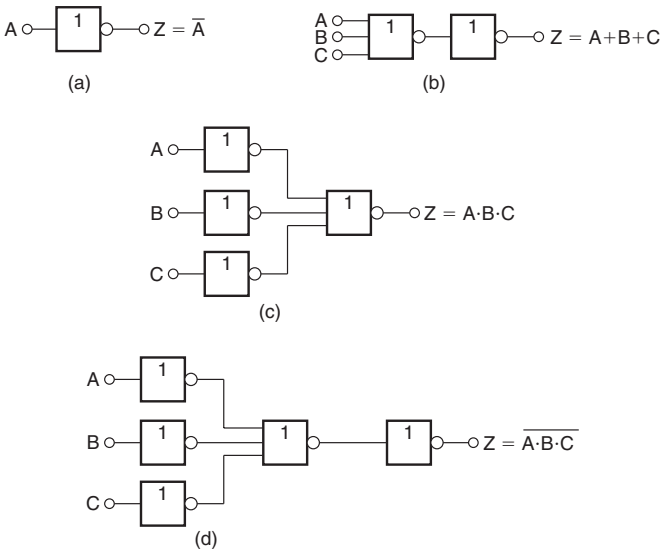 1
A Z = A̅
(a)
A
B
C
1 1 Z = A+B+C
(b)
A 1
B 1 1 Z = A·B·C
C 1
(c)
A 1
B 1 1 1 Z = A̅·̅B̅·̅C̅
C 1
(d)